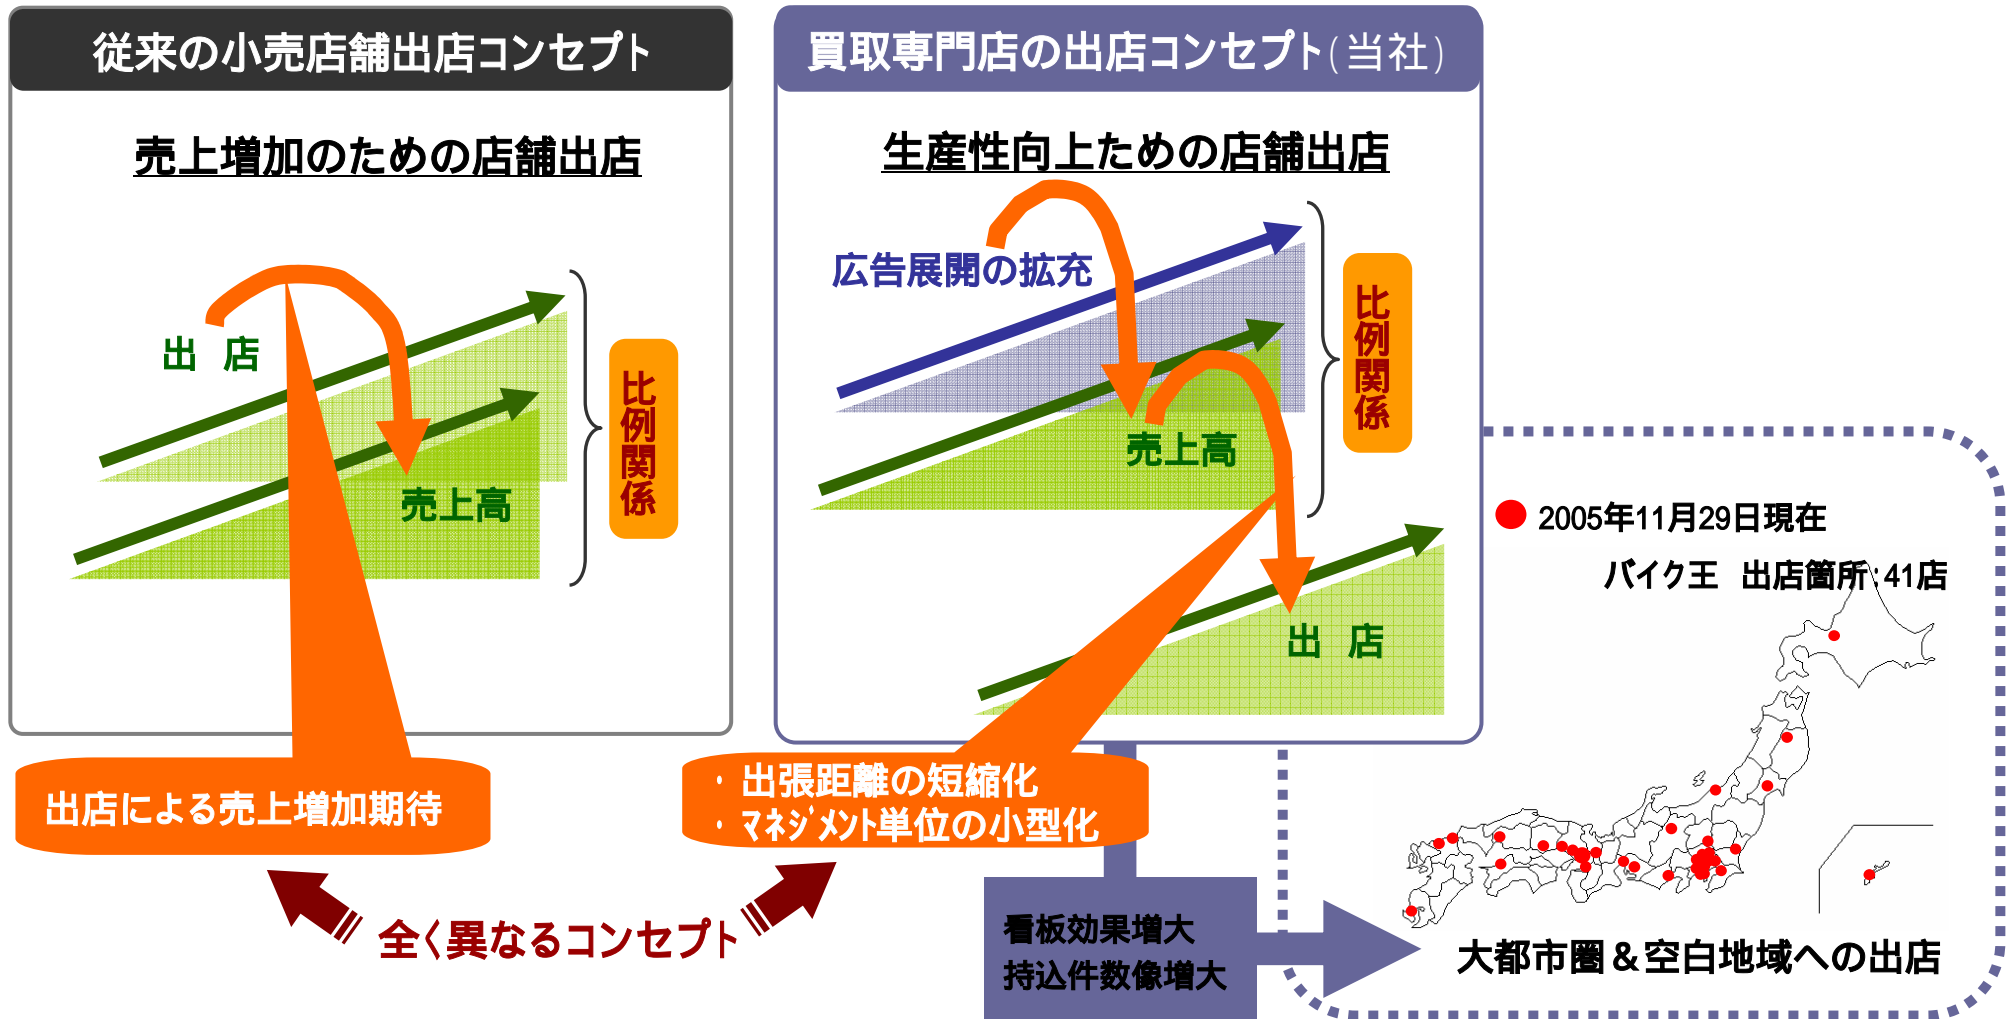 従来の小売店舗出店コンセプト
売上増加のための店舗出店
出 店
売上高
比例関係
出店による売上増加期待
買取専門店の出店コンセプト(当社)
生産性向上ための店舗出店
広告展開の拡充
売上高
出 店
比例関係
・ 出張距離の短縮化
・ マネジメント単位の小型化
全く異なるコンセプト
看板効果増大
持込件数像増大
2005年11月29日現在
バイク王 出店箇所:41店
大都市圏&空白地域への出店